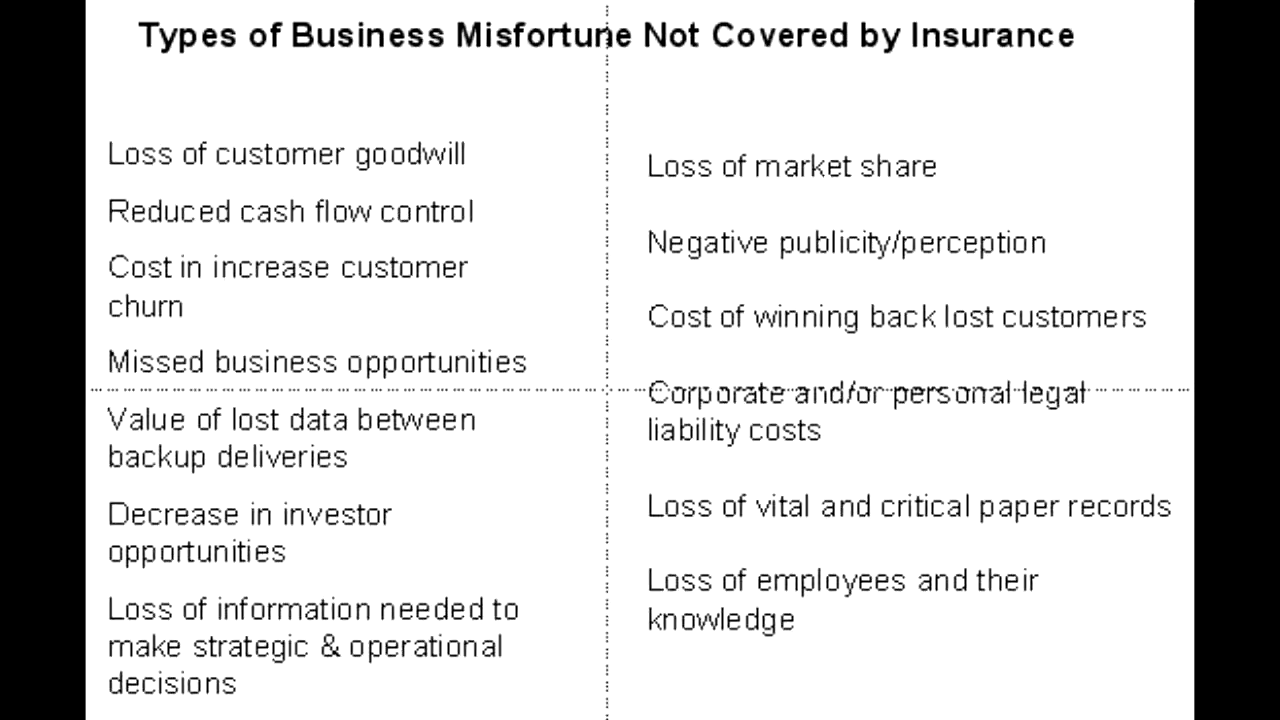 Types of Business Misfortune Not Covered by Insurance
Loss of customer goodwill
Reduced cash flow control
Cost in increase customer
churn
Missed business opportunities
Value of lost data between
backup deliveries
Decrease in investor
opportunities
Loss of information needed to
make strategic & operational
decisions
Loss of market share
Negative publicity/perception
Cost of winning back lost customers
Corporate and/or personal legal
liability costs
Loss of vital and critical paper records
Loss of employees and their
knowledge